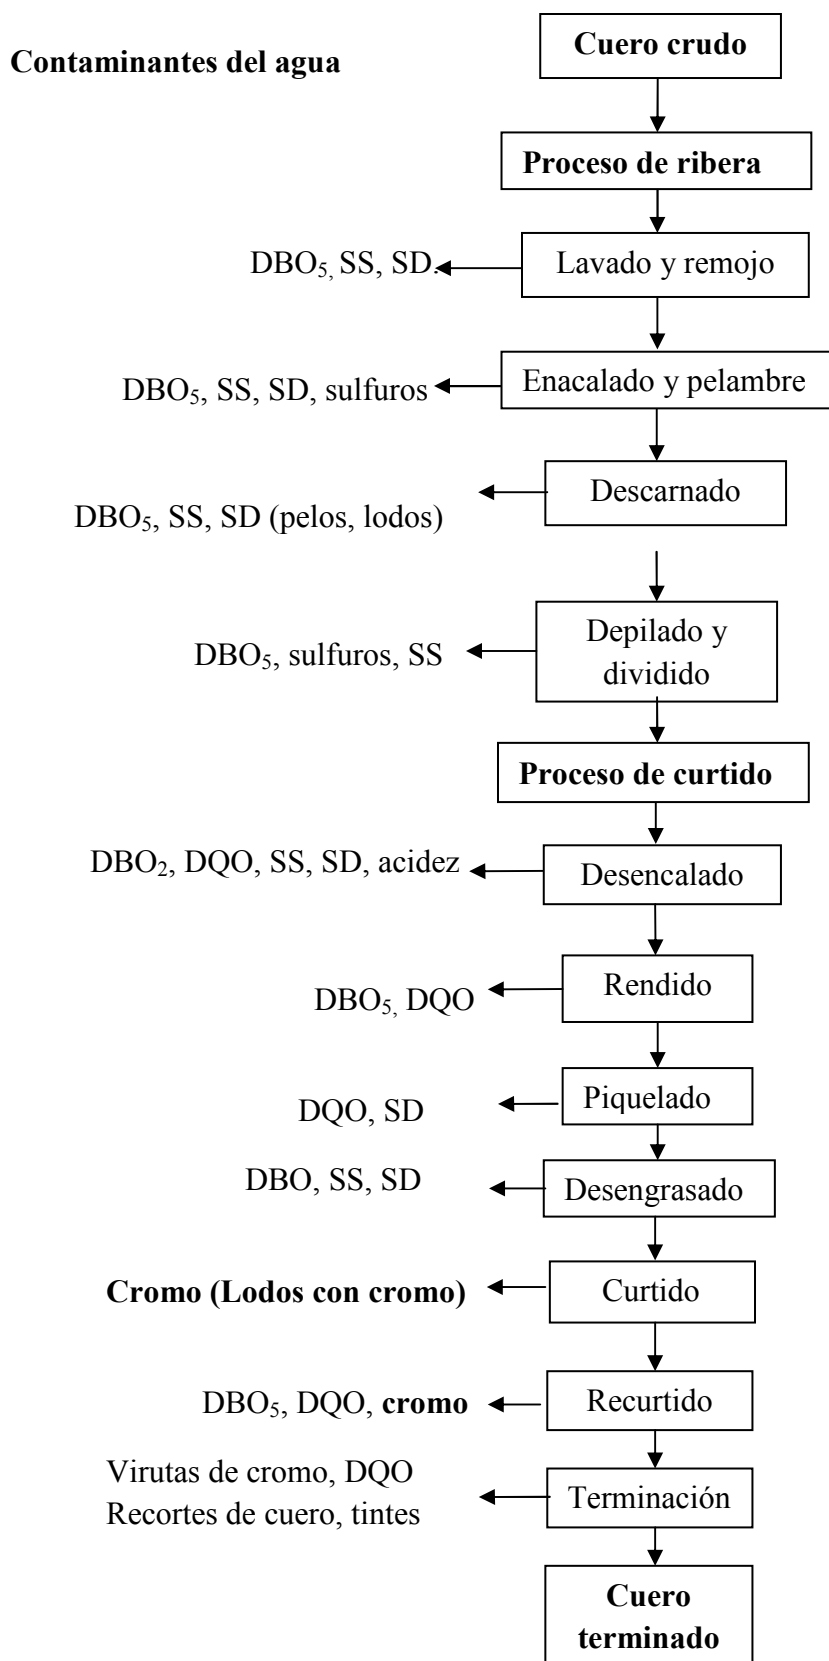 Cuero crudo
Contaminantes del agua
Proceso de ribera
DBO₅, SS, SD.
Lavado y remojo
DBO₅, SS, SD, sulfuros
Enacalado y pelambre
Descarnado
DBO₅, SS, SD (pelos, lodos)
Depilado y
dividido
DBO₅, sulfuros, SS
Proceso de curtido
DBO₂, DQO, SS, SD, acidez
Desencalado
DBO₅, DQO
Rendido
DQO, SD
Piquelado
DBO, SS, SD
Desengrasado
Cromo (Lodos con cromo)
Curtido
DBO₅, DQO, cromo
Recurtido
Virutas de cromo, DQO
Recortes de cuero, tintes
Terminación
Cuero
terminado